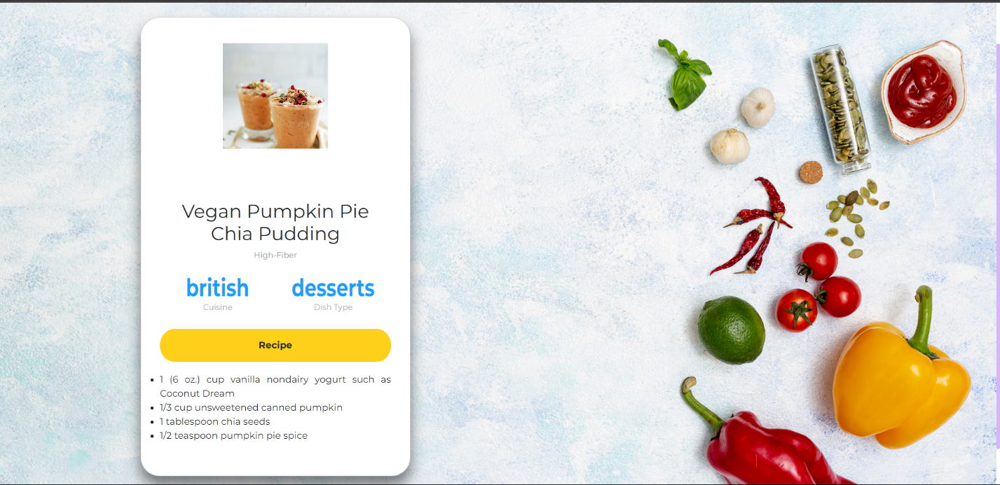 Vegan Pumpkin Pie
Chia Pudding
High-Fiber
british desserts
Cuisine Dish Type
Recipe
1 (6 oz.) cup vanilla nondairy yogurt such as
Coconut Dream
1/3 cup unsweetened canned pumpkin
1 tablespoon chia seeds
1/2 teaspoon pumpkin pie spice